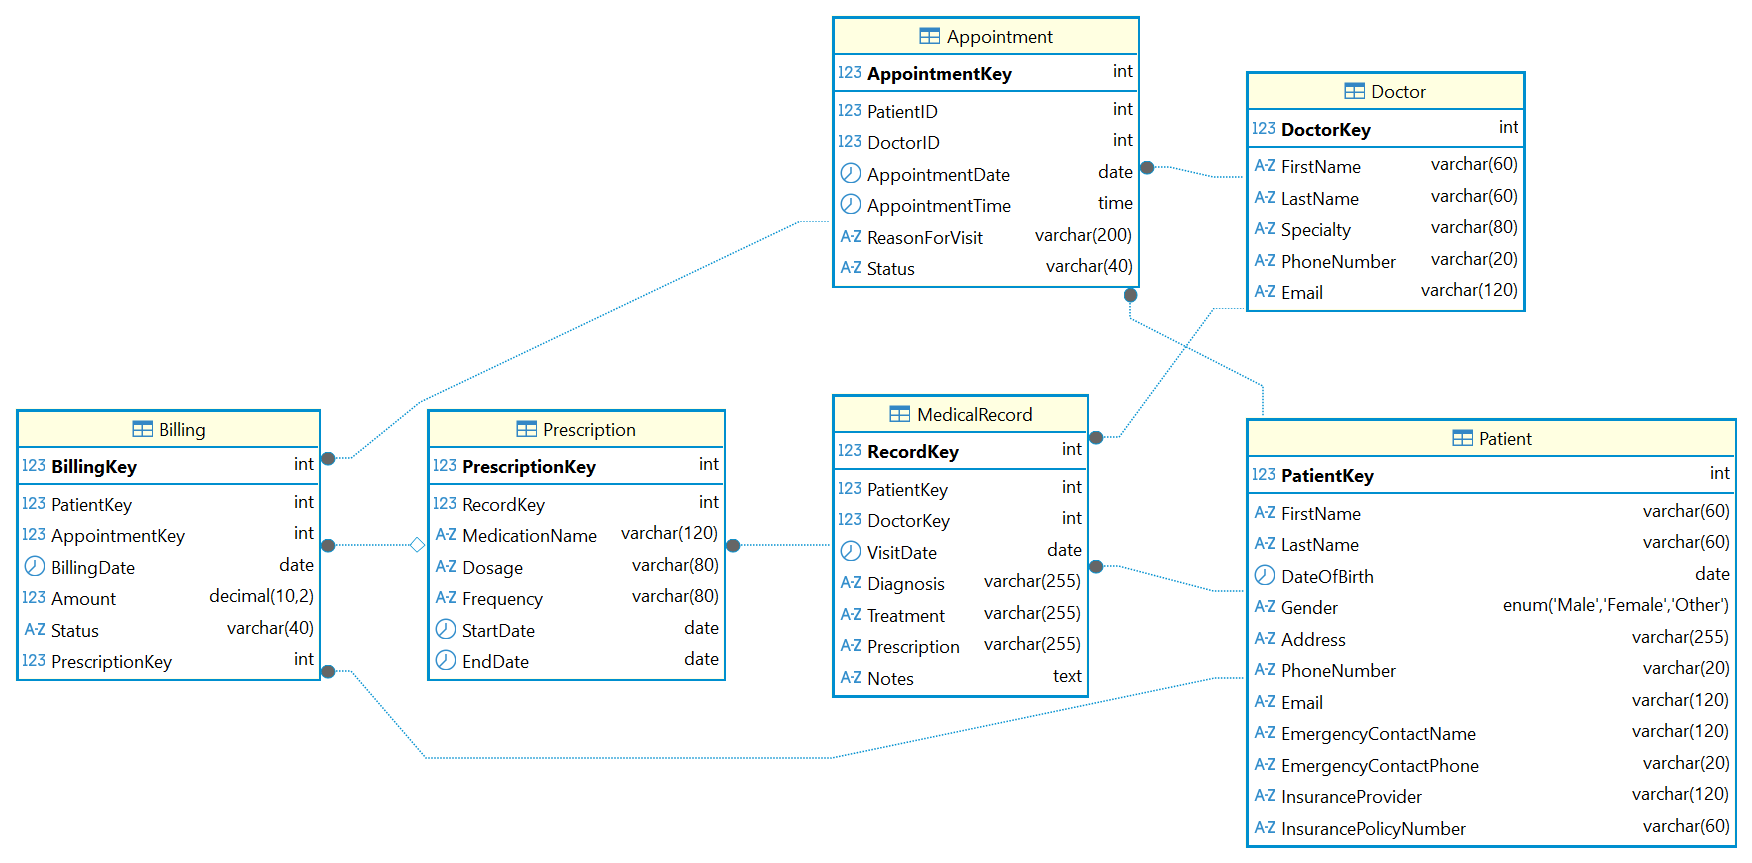 Appointment
123 AppointmentKey int
123 PatientID int
123 DoctorID int
AppointmentDate date
AppointmentTime time
A-Z ReasonForVisit varchar(200)
A-Z Status varchar(40)
Doctor
123 DoctorKey int
A-Z FirstName varchar(60)
A-Z LastName varchar(60)
A-Z Specialty varchar(80)
A-Z PhoneNumber varchar(20)
A-Z Email varchar(120)
Billing
123 BillingKey int
123 PatientKey int
123 AppointmentKey int
BillingDate date
123 Amount decimal(10,2)
A-Z Status varchar(40)
123 PrescriptionKey int
Prescription
123 PrescriptionKey int
123 RecordKey int
A-Z MedicationName varchar(120)
A-Z Dosage varchar(80)
A-Z Frequency varchar(80)
StartDate date
EndDate date
MedicalRecord
123 RecordKey int
123 PatientKey int
123 DoctorKey int
VisitDate date
A-Z Diagnosis varchar(255)
A-Z Treatment varchar(255)
A-Z Prescription varchar(255)
A-Z Notes text
Patient
123 PatientKey int
A-Z FirstName varchar(60)
A-Z LastName varchar(60)
DateOfBirth date
A-Z Gender enum('Male','Female','Other')
A-Z Address varchar(255)
A-Z PhoneNumber varchar(20)
A-Z Email varchar(120)
A-Z EmergencyContactName varchar(120)
A-Z EmergencyContactPhone varchar(20)
A-Z InsuranceProvider varchar(120)
A-Z InsurancePolicyNumber varchar(60)